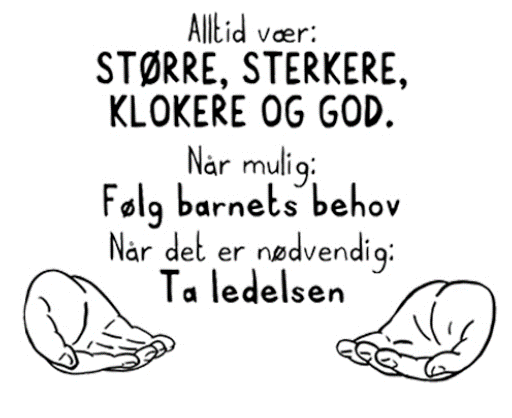 Alltid vær:
STØRRE, STERKERE,
KLOKERE OG GOD.
Når mulig:
Følg barnets behov
Når det er nødvendig:
Ta ledelsen